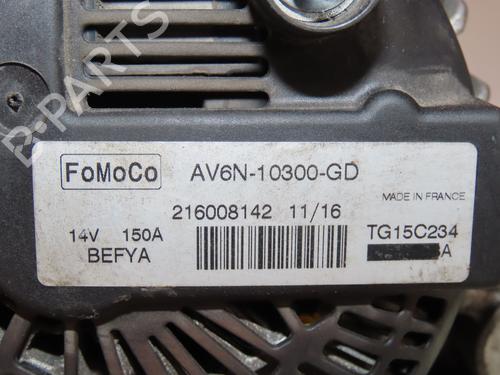 B-PARTS
FoMoCo AV6N-10300-GD
MADE IN FRANCE
216008142 11/16
14V 150A TG15C234
BEFYA A